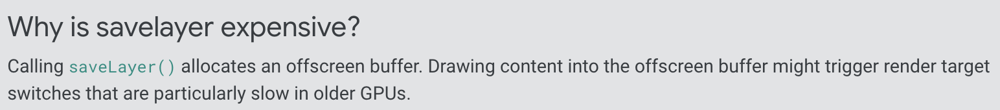 Why is savelayer expensive?
Calling saveLayer() allocates an offscreen buffer. Drawing content into the offscreen buffer might trigger render target
switches that are particularly slow in older GPUs.